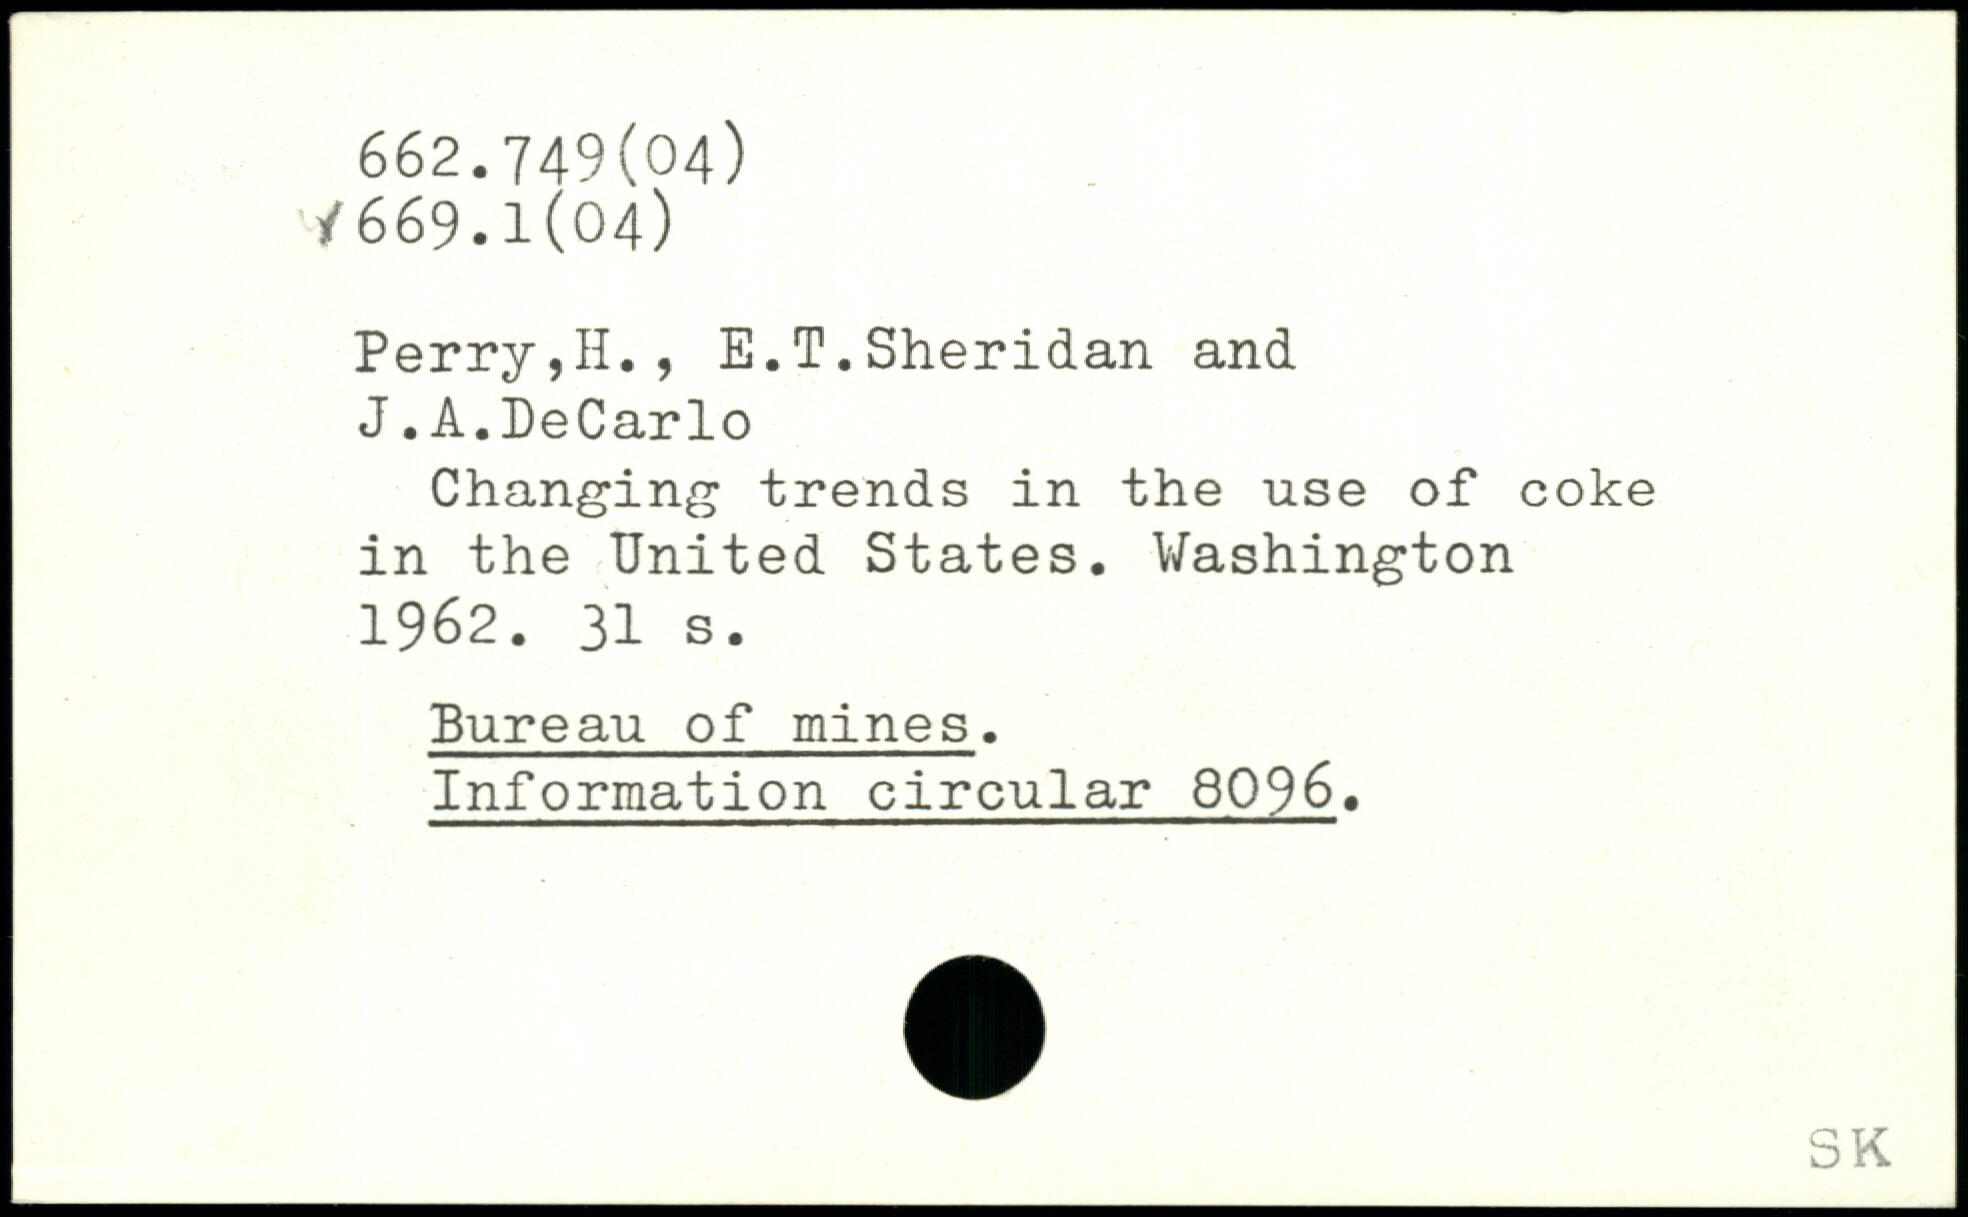 662.749(04)
669.1(04)
Perry,H., E.T.Sheridan and
J.A.DeCarlo
Changing trends in the use of coke
in the United States. Washington
1962. 31 s.
Bureau of mines.
Information circular 8096.
SK